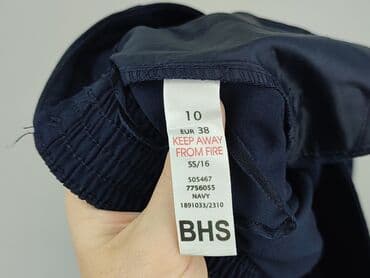 10
EUR 38
KEEP AWAY
FROM FIRE
SS/16
505467
7756055
NAVY
1891033/2310
BHS